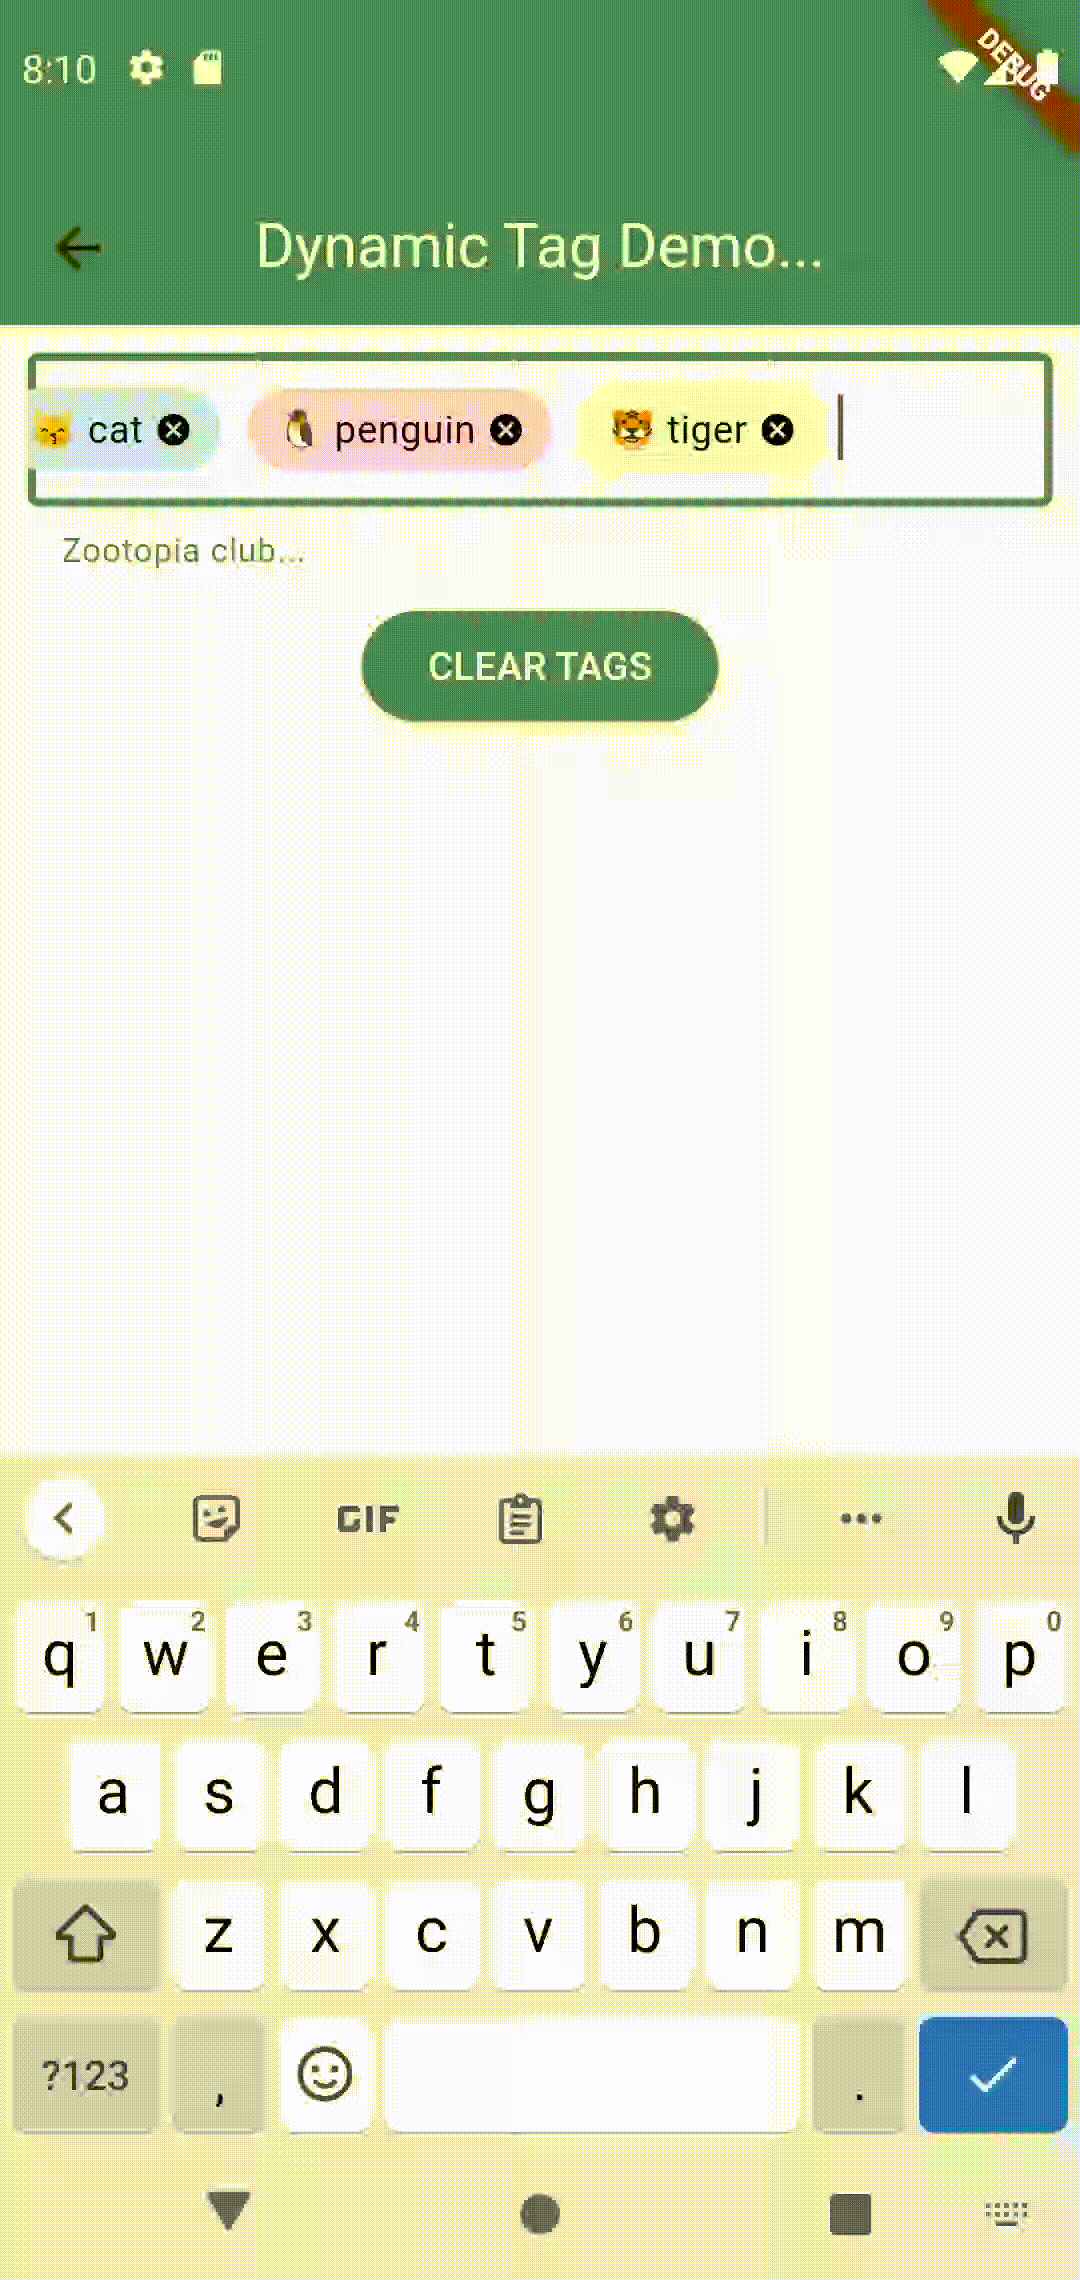 8:10
DEBUG
Dynamic Tag Demo...
cat penguin tiger
Zootopia club...
CLEAR TAGS
GIF
1 2 3 4 5 6 7 8 9 0
q w e r t y u i o p
a s d f g h j k l
z x c v b n m
?123 , .